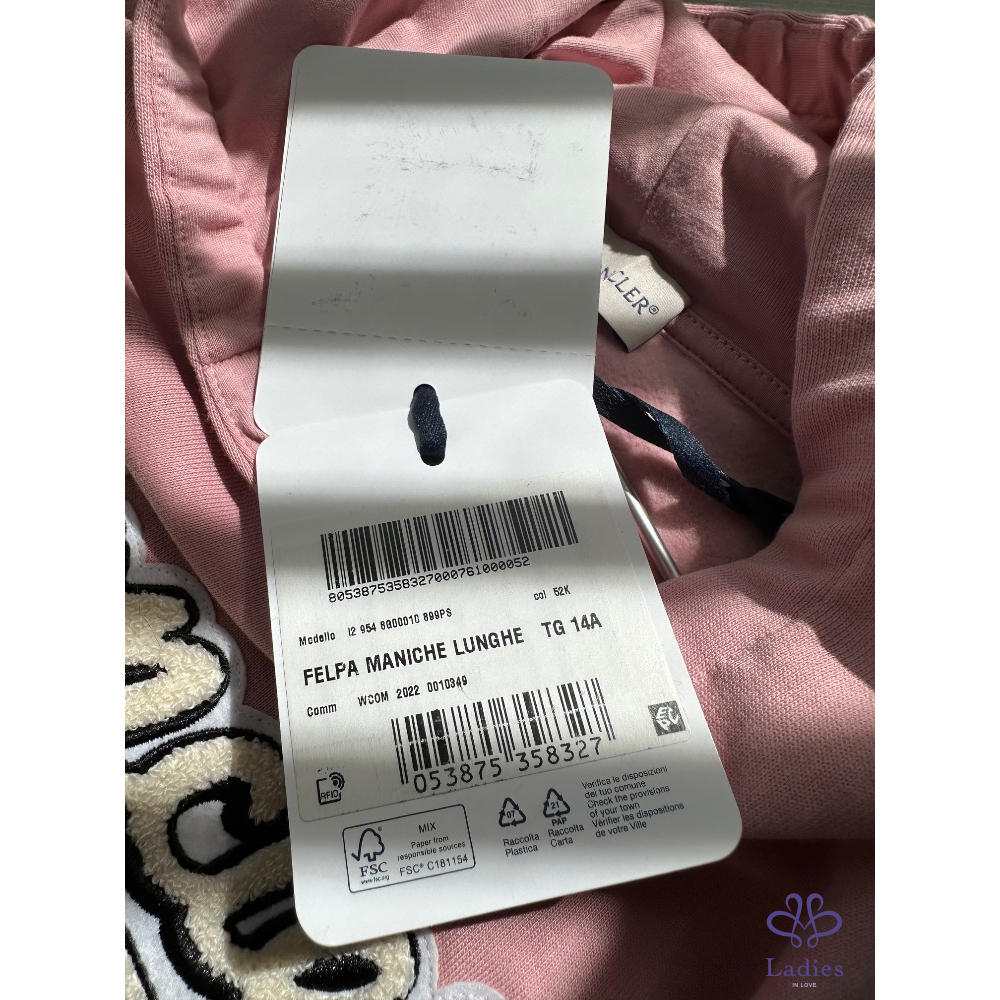 NCLER®
8053875358327000761000052
Modello I2 954 8G00010 899PS col 52K
FELPA MANICHE LUNGHE TG 14A
Comm WCOM 2022 0010349
053875 358327
RFID
FSC
www.fsc.org
MIX
Paper from
responsible sources
FSC® C181154
07
Raccolta
Plastica
21
PAP
Raccolta
Carta
Verifica le disposizioni
del tuo comune
Check the provisions
of your town
Vérifier les dispositions
de votre Ville
Ladies
IN LOVE